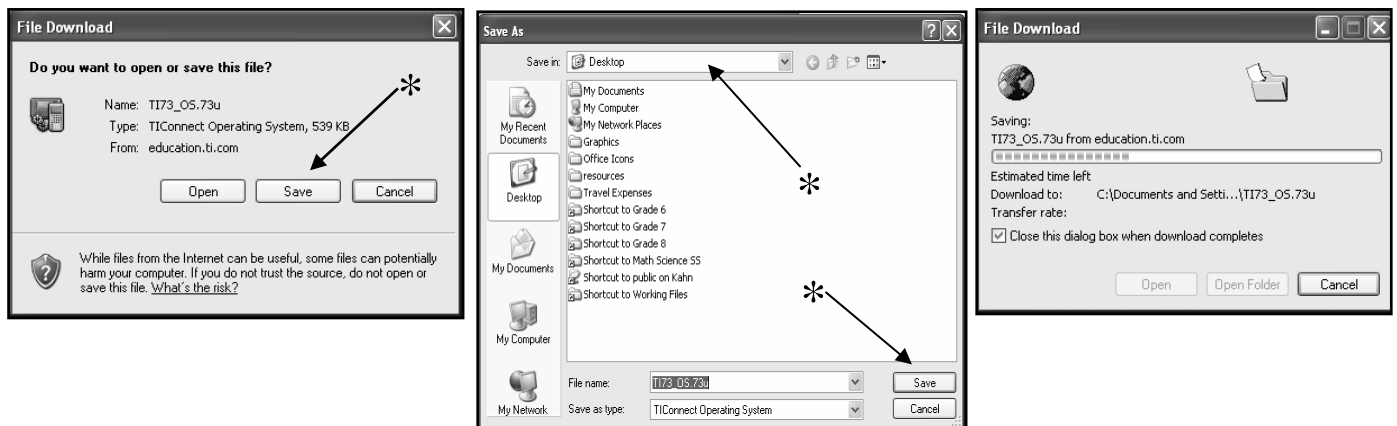 File Download
Do you want to open or save this file?
Name: TI73_OS.73u
Type: TIConnect Operating System, 539 KB
From: education.ti.com
*
Open Save Cancel
While files from the Internet can be useful, some files can potentially
harm your computer. If you do not trust the source, do not open or
save this file. What's the risk?
Save As
Save in: Desktop
My Recent
Documents
Desktop
My Documents
My Computer
My Network
My Documents
My Computer
My Network Places
Graphics
Office Icons
resources
Travel Expenses
Shortcut to Grade 6
Shortcut to Grade 7
Shortcut to Grade 8
Shortcut to Math Science SS
Shortcut to public on Kahn
Shortcut to Working Files
*
*
File name: TI73_OS.73u Save
Save as type: TIConnect Operating System Cancel
File Download
Saving:
TI73_OS.73u from education.ti.com
Estimated time left
Download to: C:\Documents and Setti...\TI73_OS.73u
Transfer rate:
Close this dialog box when download completes
Open Open Folder Cancel